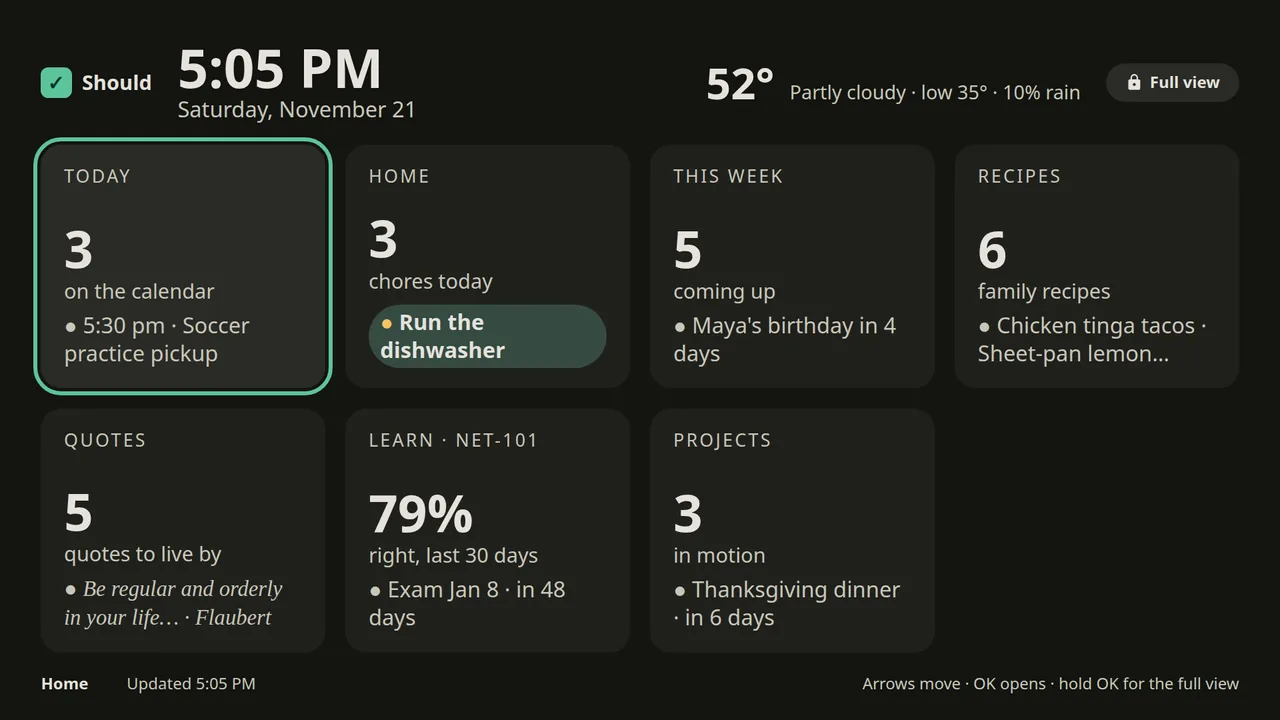 ✓ Should
5:05 PM
Saturday, November 21
52° Partly cloudy · low 35° · 10% rain
Full view
TODAY
3
on the calendar
● 5:30 pm · Soccer
practice pickup
HOME
3
chores today
● Run the
dishwasher
THIS WEEK
5
coming up
● Maya's birthday in 4
days
RECIPES
6
family recipes
● Chicken tinga tacos ·
Sheet-pan lemon…
QUOTES
5
quotes to live by
● Be regular and orderly
in your life… · Flaubert
LEARN · NET-101
79%
right, last 30 days
● Exam Jan 8 · in 48
days
PROJECTS
3
in motion
● Thanksgiving dinner
· in 6 days
Home
Updated 5:05 PM
Arrows move · OK opens · hold OK for the full view